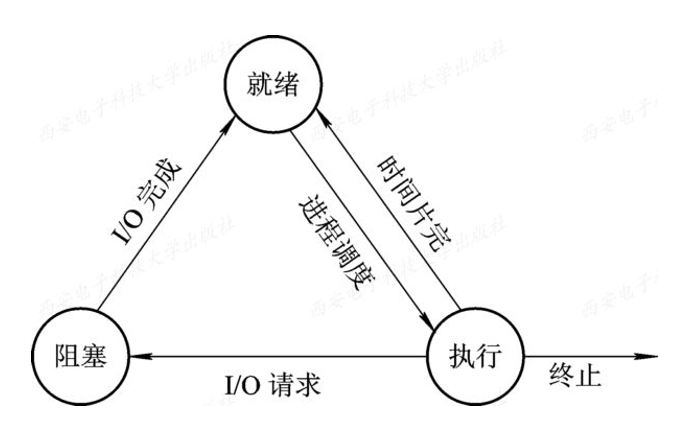 西安电子科技大学出版社
西安电子科技大学出版社
西安电子
就绪
I/O 完成
进程调度
时间片完
西安电子科技大学出版社
西安电子科技大学出版社
西安电子
阻塞
执行
I/O 请求
终止